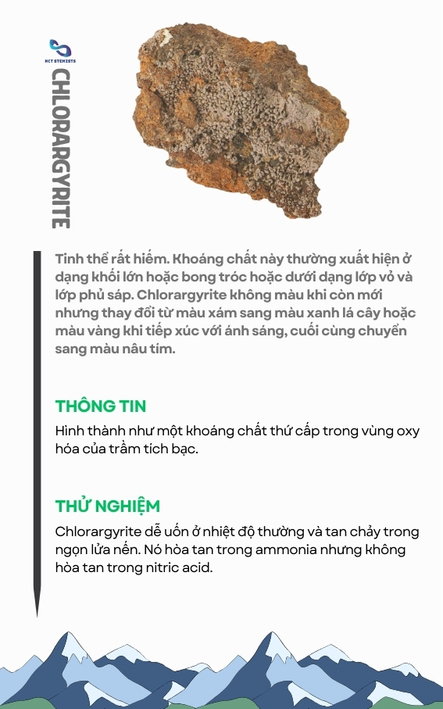 NCT STEMSETS
CHLORARGYRITE
Tinh thể rất hiếm. Khoáng chất này thường xuất hiện ở
dạng khối lớn hoặc bong tróc hoặc dưới dạng lớp vỏ và
lớp phủ sáp. Chlorargyrite không màu khi còn mới
nhưng thay đổi từ màu xám sang màu xanh lá cây hoặc
màu vàng khi tiếp xúc với ánh sáng, cuối cùng chuyển
sang màu nâu tím.
THÔNG TIN
Hình thành như một khoáng chất thứ cấp trong vùng oxy
hóa của trầm tích bạc.
THỬ NGHIỆM
Chlorargyrite dễ uốn ở nhiệt độ thường và tan chảy trong
ngọn lửa nến. Nó hòa tan trong ammonia nhưng không
hòa tan trong nitric acid.